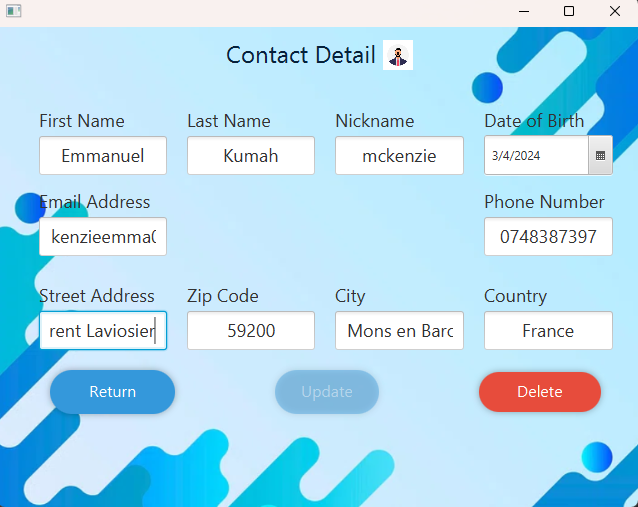 Contact Detail
First Name Last Name Nickname Date of Birth
Emmanuel Kumah mckenzie 3/4/2024
Email Address Phone Number
kenzieemma0 0748387397
Street Address Zip Code City Country
rent Laviosier 59200 Mons en Barc France
Return Update Delete